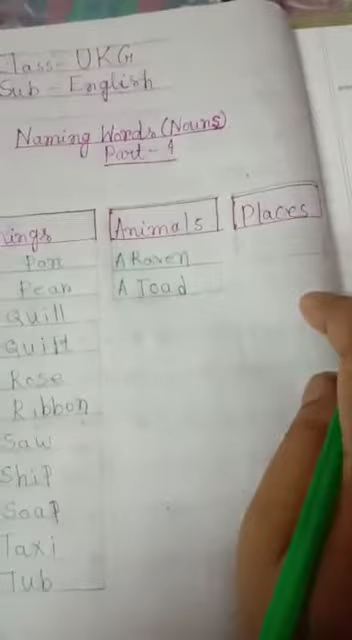 Class - UKG
Sub - English
Naming Words (Nouns)
Part - 4
Things Animals Places
Pan A Raven
Pear A Toad
Quill
Quilt
Rose
Ribbon
Saw
Ship
Soap
Taxi
Tub